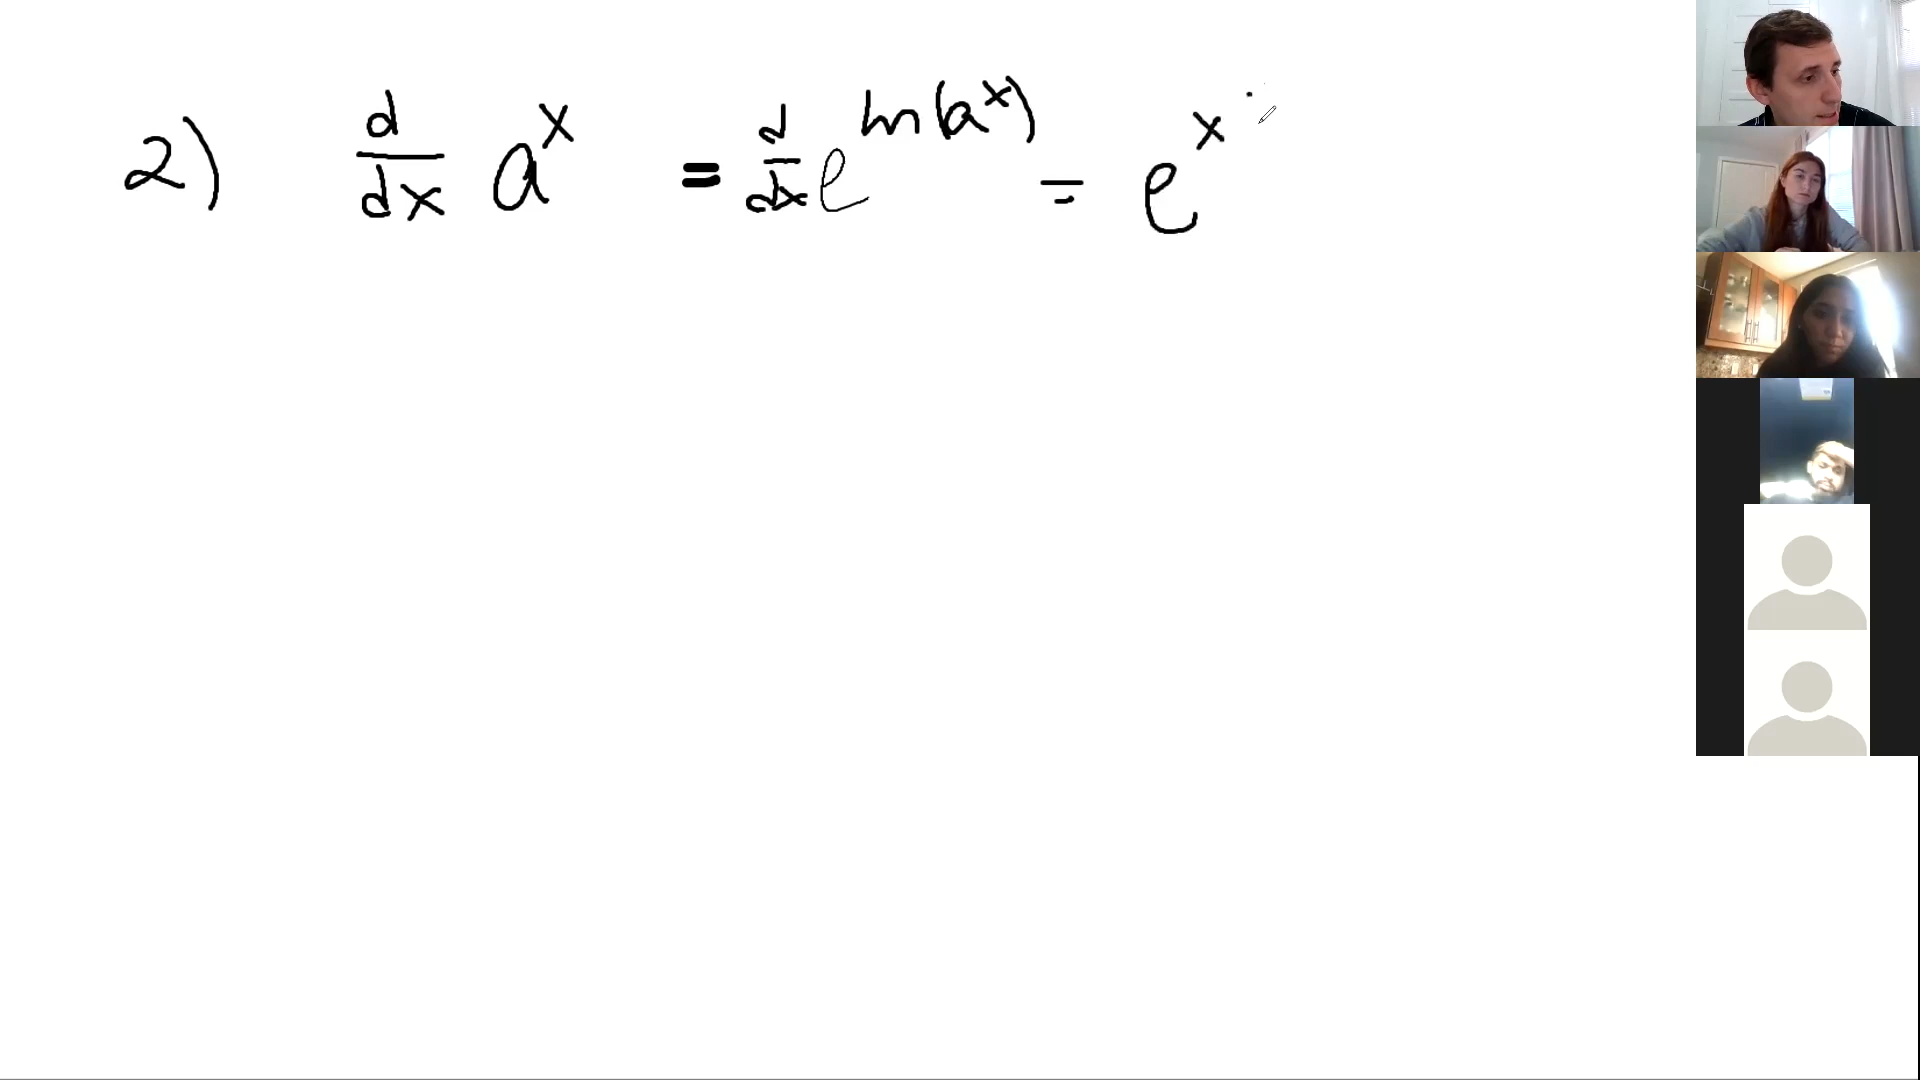 2) d/dx a^x = d/dx e^ln(a^x) = e^x ·